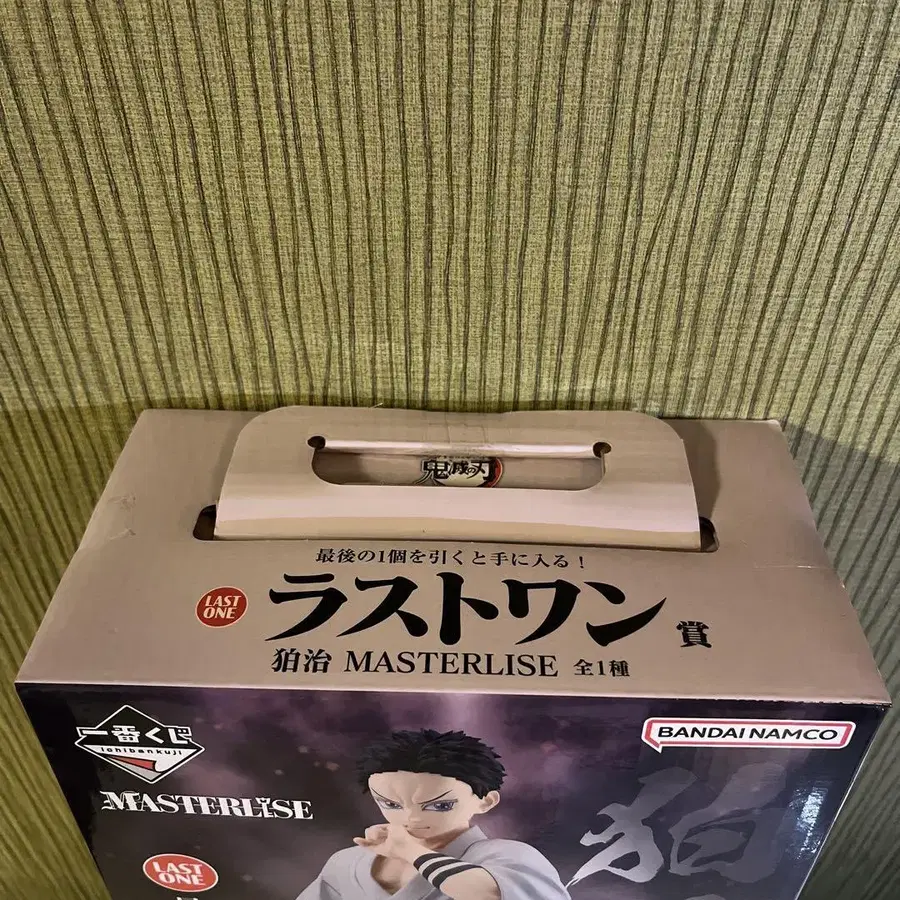 鬼滅の刃
最後の1個を引くと手に入る!
LAST ONE
ラストワン賞
狛治 MASTERLISE 全1種
一番くじ
Ichibankuji
BANDAI NAMCO
MASTERLISE
狛
LAST ONE